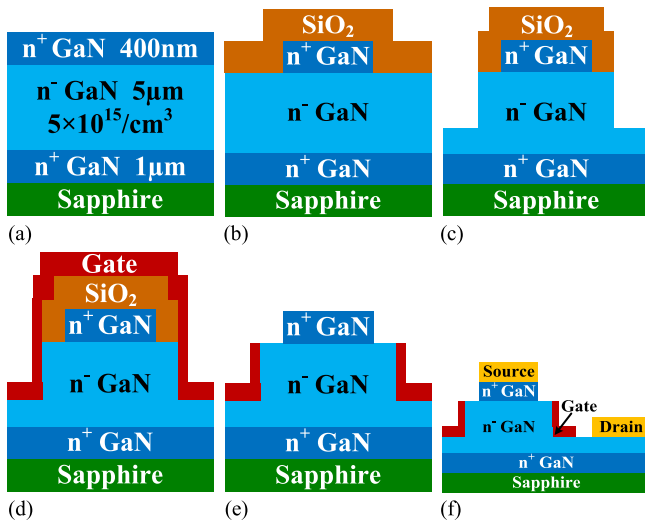 n⁺ GaN 400nm
n⁻ GaN 5µm
5×10¹⁵/cm³
n⁺ GaN 1µm
Sapphire
(a)
SiO₂
n⁺ GaN
n⁻ GaN
n⁺ GaN
Sapphire
(b)
SiO₂
n⁺ GaN
n⁻ GaN
n⁺ GaN
Sapphire
(c)
Gate
SiO₂
n⁺ GaN
n⁻ GaN
n⁺ GaN
Sapphire
(d)
n⁺ GaN
n⁻ GaN
n⁺ GaN
Sapphire
(e)
Source
n⁺ GaN
Gate
n⁻ GaN
Drain
n⁺ GaN
Sapphire
(f)